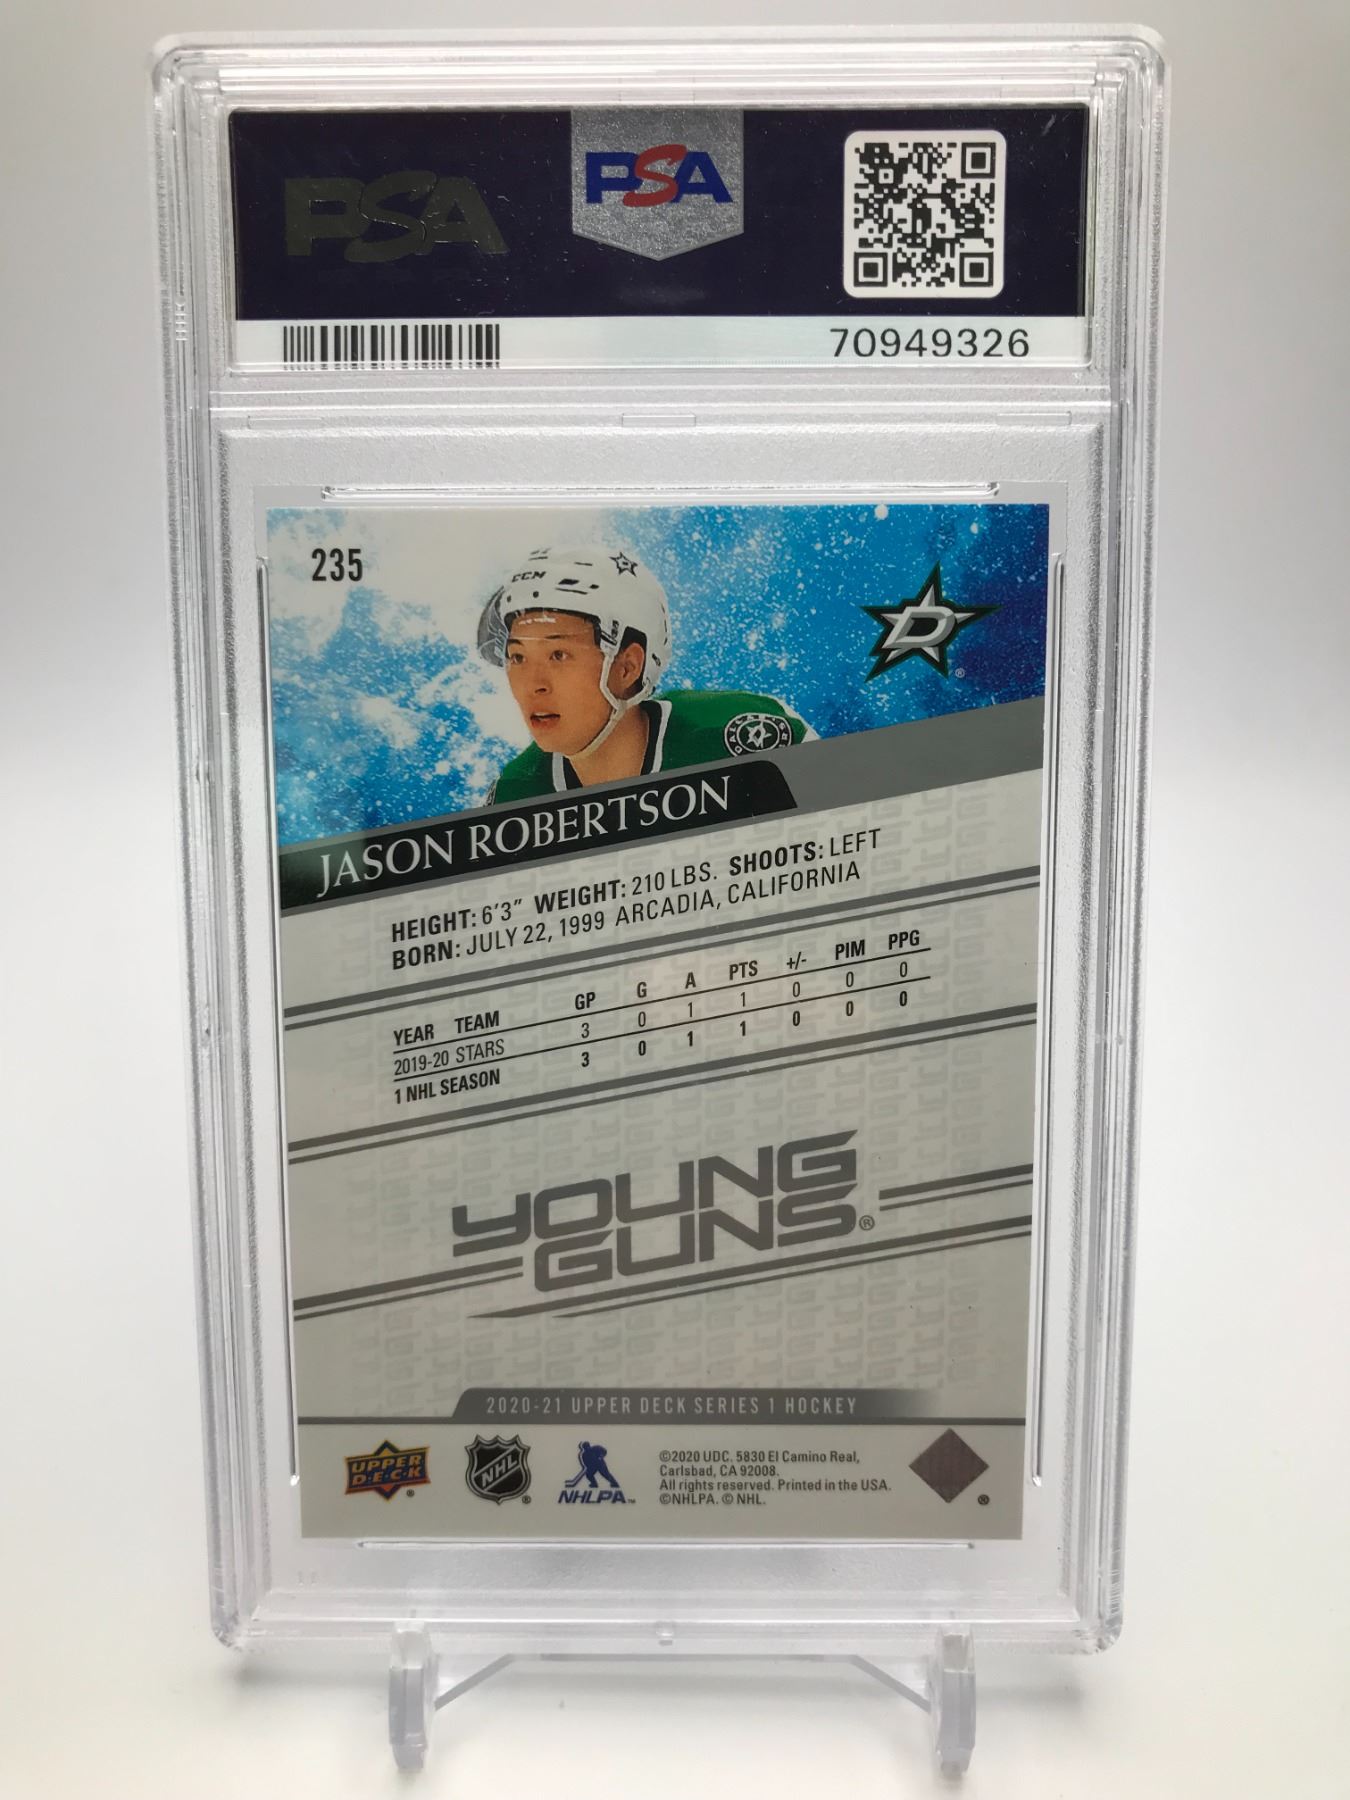 PSA
PSA
70949326
235
CCM
D
DALLAS
JASON ROBERTSON
HEIGHT: 6'3" WEIGHT: 210 LBS. SHOOTS: LEFT
BORN: JULY 22, 1999 ARCADIA, CALIFORNIA
YEAR TEAM GP G A PTS +/- PIM PPG
2019-20 STARS 3 0 1 1 0 0 0
1 NHL SEASON 3 0 1 1 0 0 0
YOUNG
GUNS®
2020-21 UPPER DECK SERIES 1 HOCKEY
UPPER
D·E·C·K
®
NHL
®
NHLPA™
©2020 UDC. 5830 El Camino Real,
Carlsbad, CA 92008.
All rights reserved. Printed in the USA.
©NHLPA. © NHL.
®